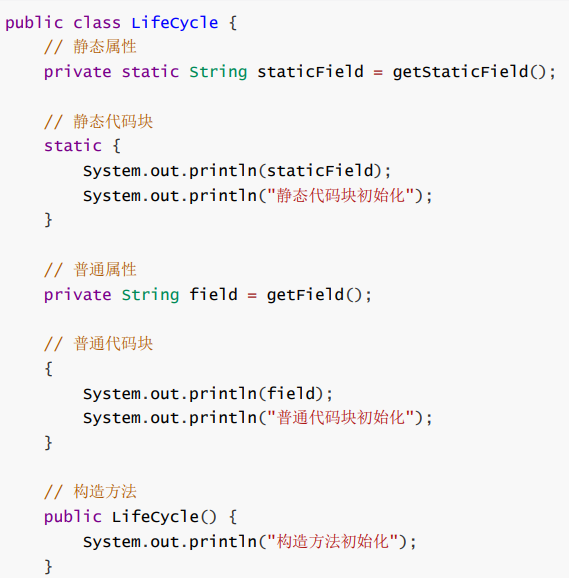 public class LifeCycle {
// 静态属性
private static String staticField = getStaticField();
// 静态代码块
static {
System.out.println(staticField);
System.out.println("静态代码块初始化");
}
// 普通属性
private String field = getField();
// 普通代码块
{
System.out.println(field);
System.out.println("普通代码块初始化");
}
// 构造方法
public LifeCycle() {
System.out.println("构造方法初始化");
}